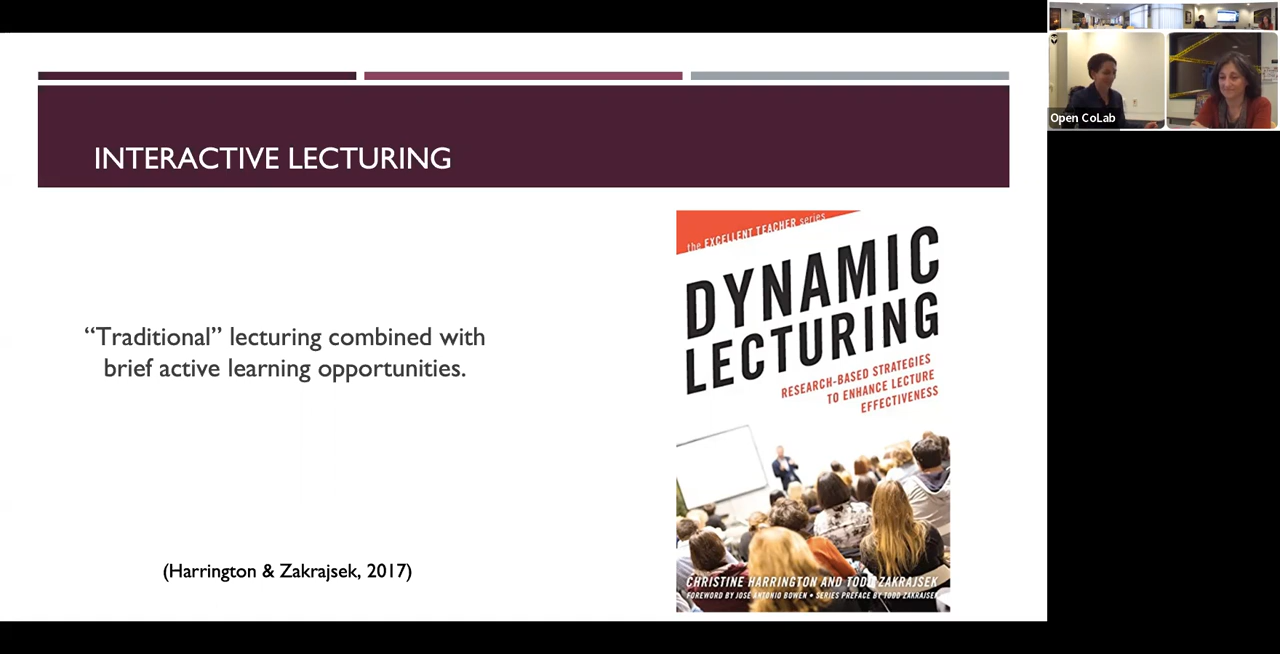 INTERACTIVE LECTURING
“Traditional” lecturing combined with
brief active learning opportunities.
(Harrington & Zakrajsek, 2017)
the EXCELLENT TEACHER series
DYNAMIC
LECTURING
RESEARCH-BASED STRATEGIES
TO ENHANCE LECTURE
EFFECTIVENESS
CHRISTINE HARRINGTON AND TODD ZAKRAJSEK
FOREWORD BY JOSÉ ANTONIO BOWEN • SERIES PREFACE BY TODD ZAKRAJSEK
Open CoLab